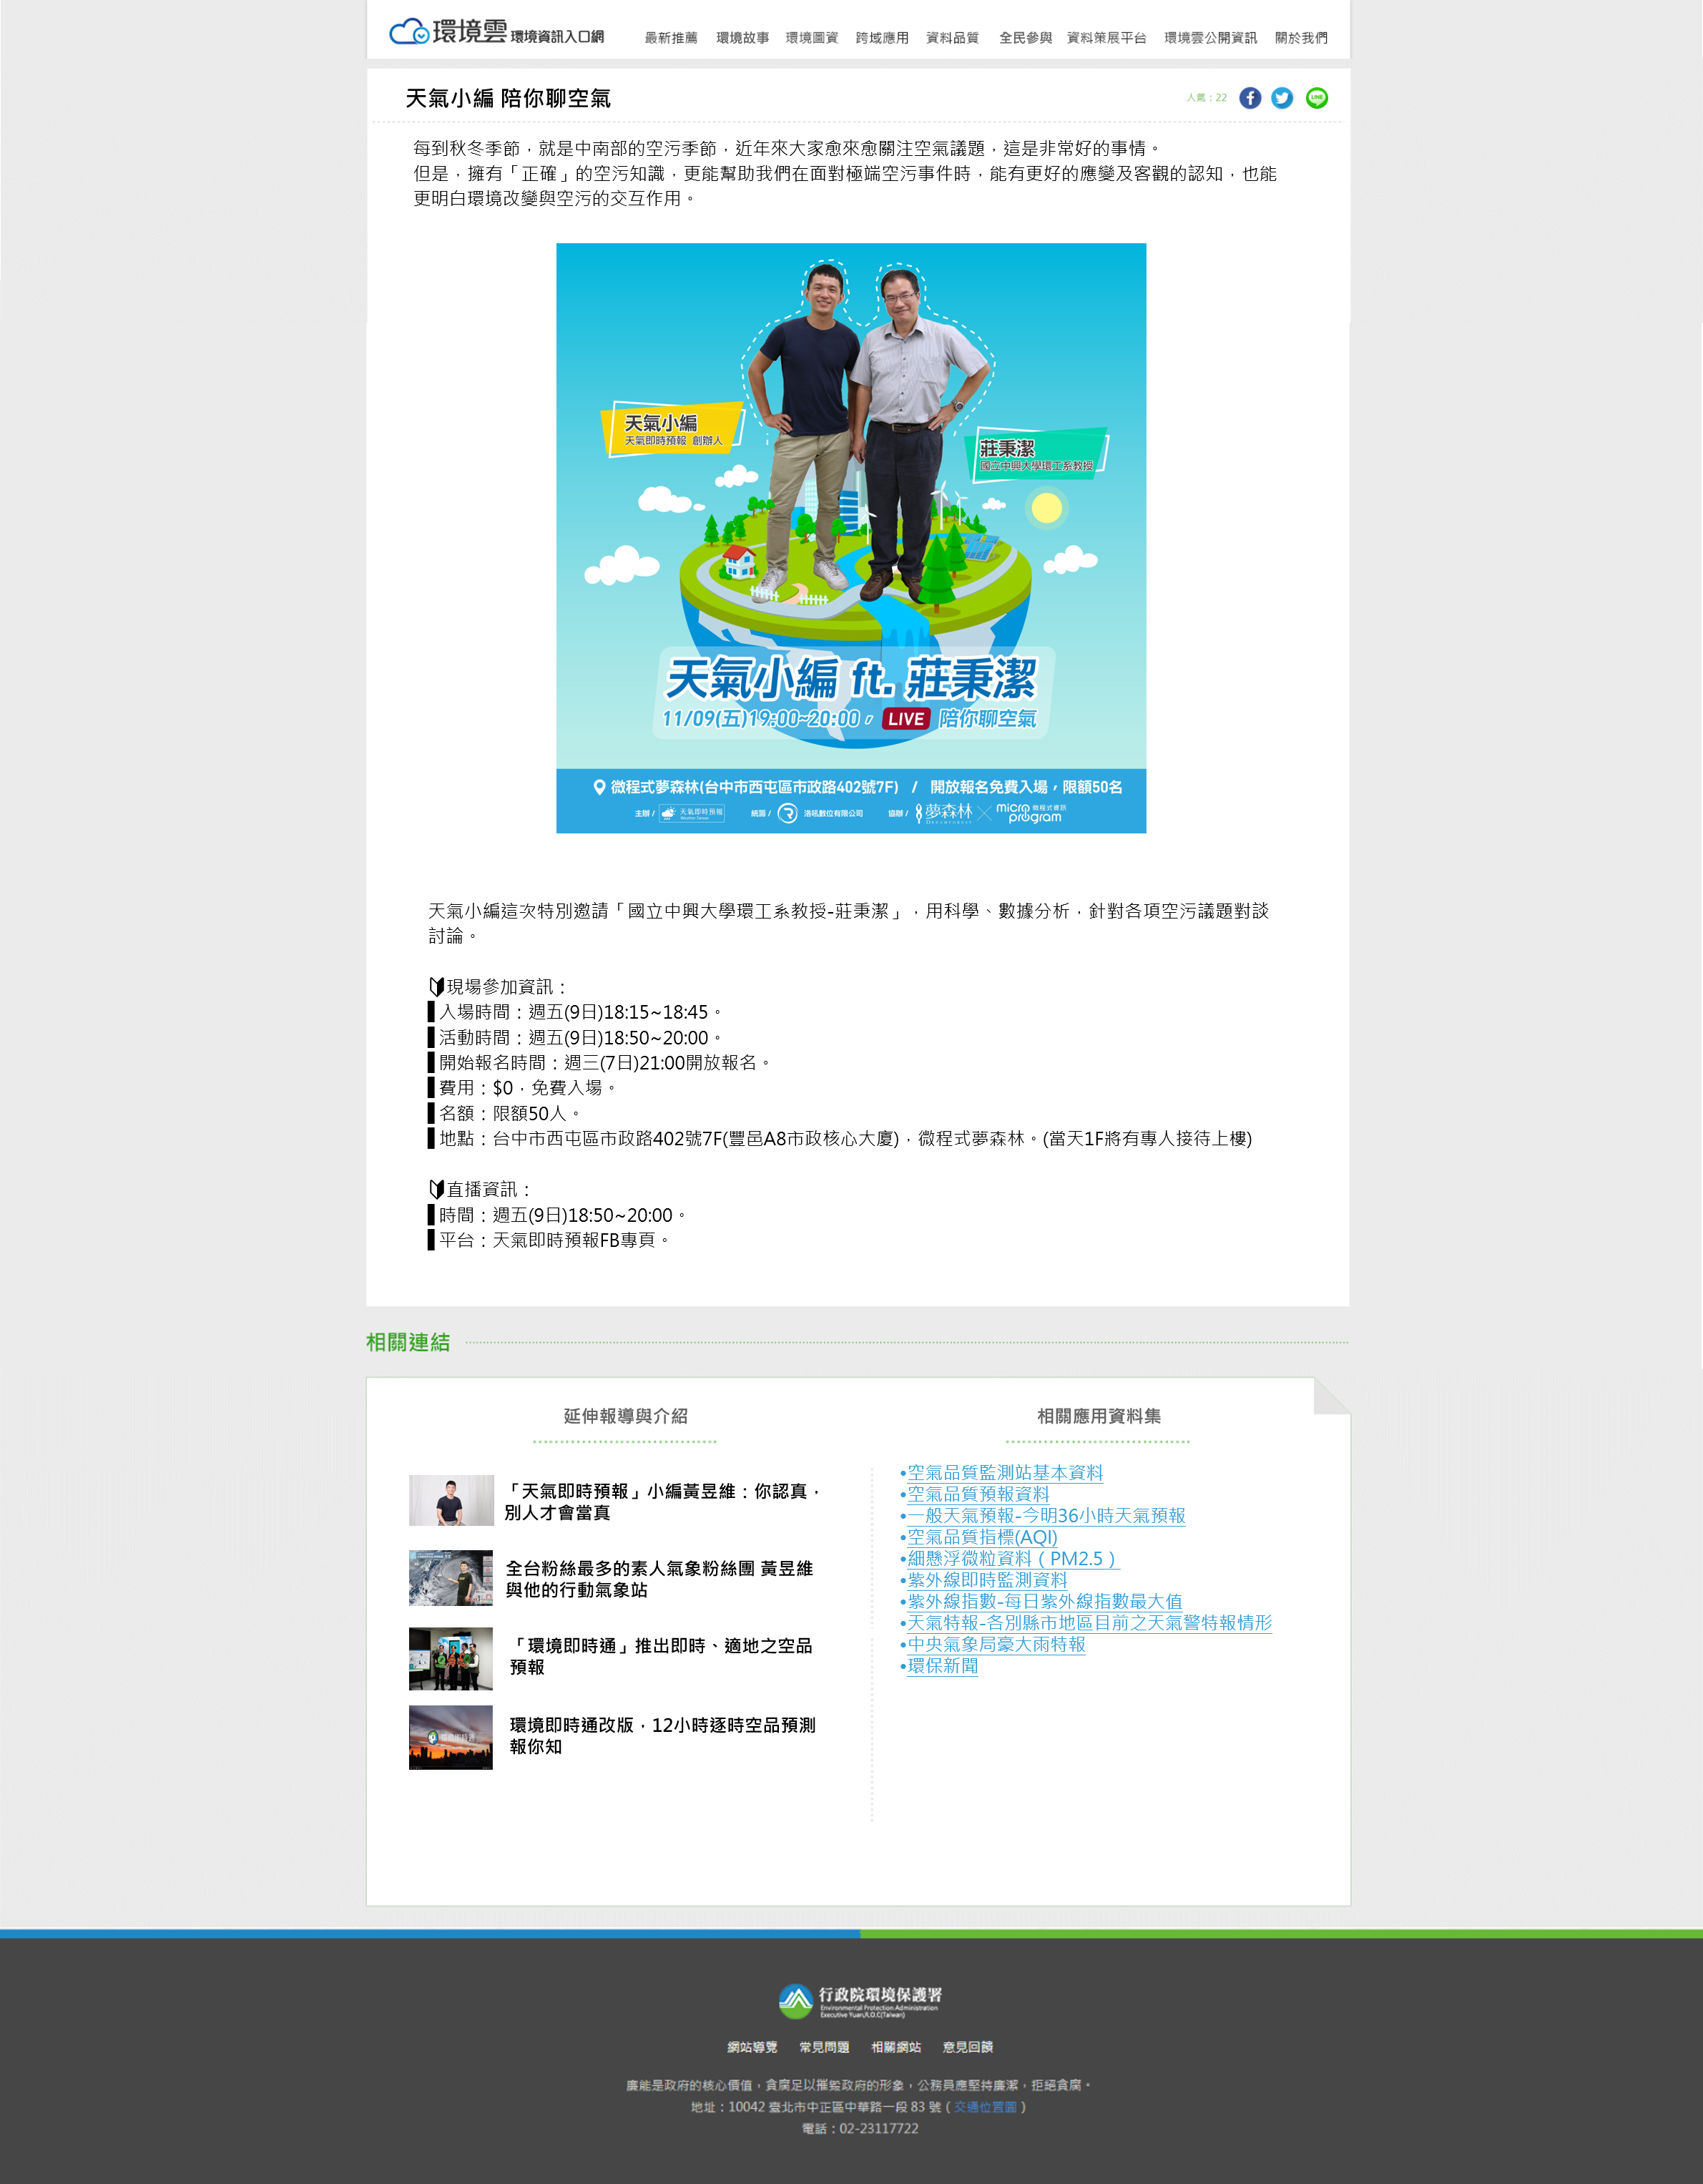 環境雲 環境資訊入口網
最新推薦 環境故事 環境圖資 跨域應用 資料品質 全民參與 資料策展平台 環境雲公開資訊 關於我們
天氣小編 陪你聊空氣
人氣：22
LINE
每到秋冬季節，就是中南部的空污季節，近年來大家愈來愈關注空氣議題，這是非常好的事情。
但是，擁有「正確」的空污知識，更能幫助我們在面對極端空污事件時，能有更好的應變及客觀的認知，也能
更明白環境改變與空污的交互作用。
天氣小編
天氣即時預報 創辦人
莊秉潔
國立中興大學環工系教授
天氣小編 ft. 莊秉潔
11/09(五)19:00~20:00， LIVE 陪你聊空氣
微程式夢森林(台中市西屯區市政路402號7F) / 開放報名免費入場，限額50名
主辦 / 天氣即時預報 統籌 / 洛吼數位有限公司 協辦 / 夢森林 × micro program 微程式資訊
天氣小編這次特別邀請「國立中興大學環工系教授-莊秉潔」，用科學、數據分析，針對各項空污議題對談
討論。
🔰現場參加資訊：
▌入場時間：週五(9日)18:15~18:45。
▌活動時間：週五(9日)18:50~20:00。
▌開始報名時間：週三(7日)21:00開放報名。
▌費用：$0，免費入場。
▌名額：限額50人。
▌地點：台中市西屯區市政路402號7F(豐邑A8市政核心大廈)，微程式夢森林。(當天1F將有專人接待上樓)
🔰直播資訊：
▌時間：週五(9日)18:50~20:00。
▌平台：天氣即時預報FB專頁。
相關連結
延伸報導與介紹
「天氣即時預報」小編黃昱維：你認真，
別人才會當真
全台粉絲最多的素人氣象粉絲團 黃昱維
與他的行動氣象站
「環境即時通」推出即時、適地之空品
預報
環境即時通改版，12小時逐時空品預測
報你知
相關應用資料集
•空氣品質監測站基本資料
•空氣品質預報資料
•一般天氣預報-今明36小時天氣預報
•空氣品質指標(AQI)
•細懸浮微粒資料（PM2.5）
•紫外線即時監測資料
•紫外線指數-每日紫外線指數最大值
•天氣特報-各別縣市地區目前之天氣警特報情形
•中央氣象局豪大雨特報
•環保新聞
行政院環境保護署
Environmental Protection Administration
Executive Yuan,R.O.C(Taiwan)
網站導覽 常見問題 相關網站 意見回饋
廉能是政府的核心價值，貪腐足以摧毀政府的形象，公務員應堅持廉潔，拒絕貪腐。
地址：10042 臺北市中正區中華路一段 83 號（交通位置圖）
電話：02-23117722